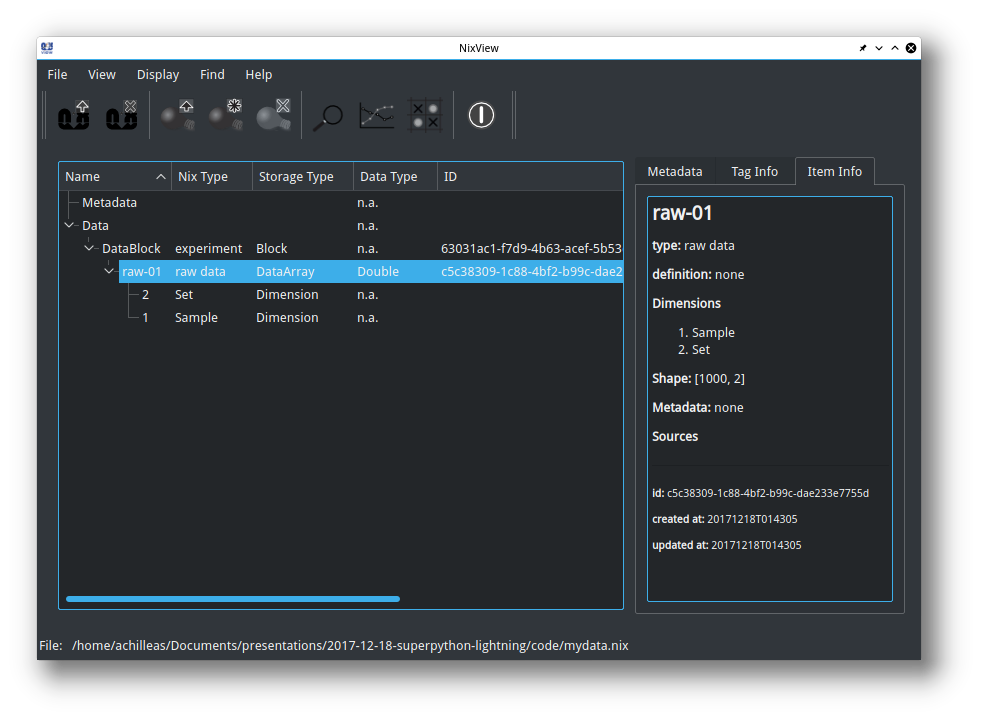 NixView
File View Display Find Help
Name Nix Type Storage Type Data Type ID
Metadata n.a.
Data n.a.
DataBlock experiment Block n.a. 63031ac1-f7d9-4b63-acef-5b53
raw-01 raw data DataArray Double c5c38309-1c88-4bf2-b99c-dae2
2 Set Dimension n.a.
1 Sample Dimension n.a.
Metadata Tag Info Item Info
raw-01
type: raw data
definition: none
Dimensions
1. Sample
2. Set
Shape: [1000, 2]
Metadata: none
Sources
id: c5c38309-1c88-4bf2-b99c-dae233e7755d
created at: 20171218T014305
updated at: 20171218T014305
File: /home/achilleas/Documents/presentations/2017-12-18-superpython-lightning/code/mydata.nix